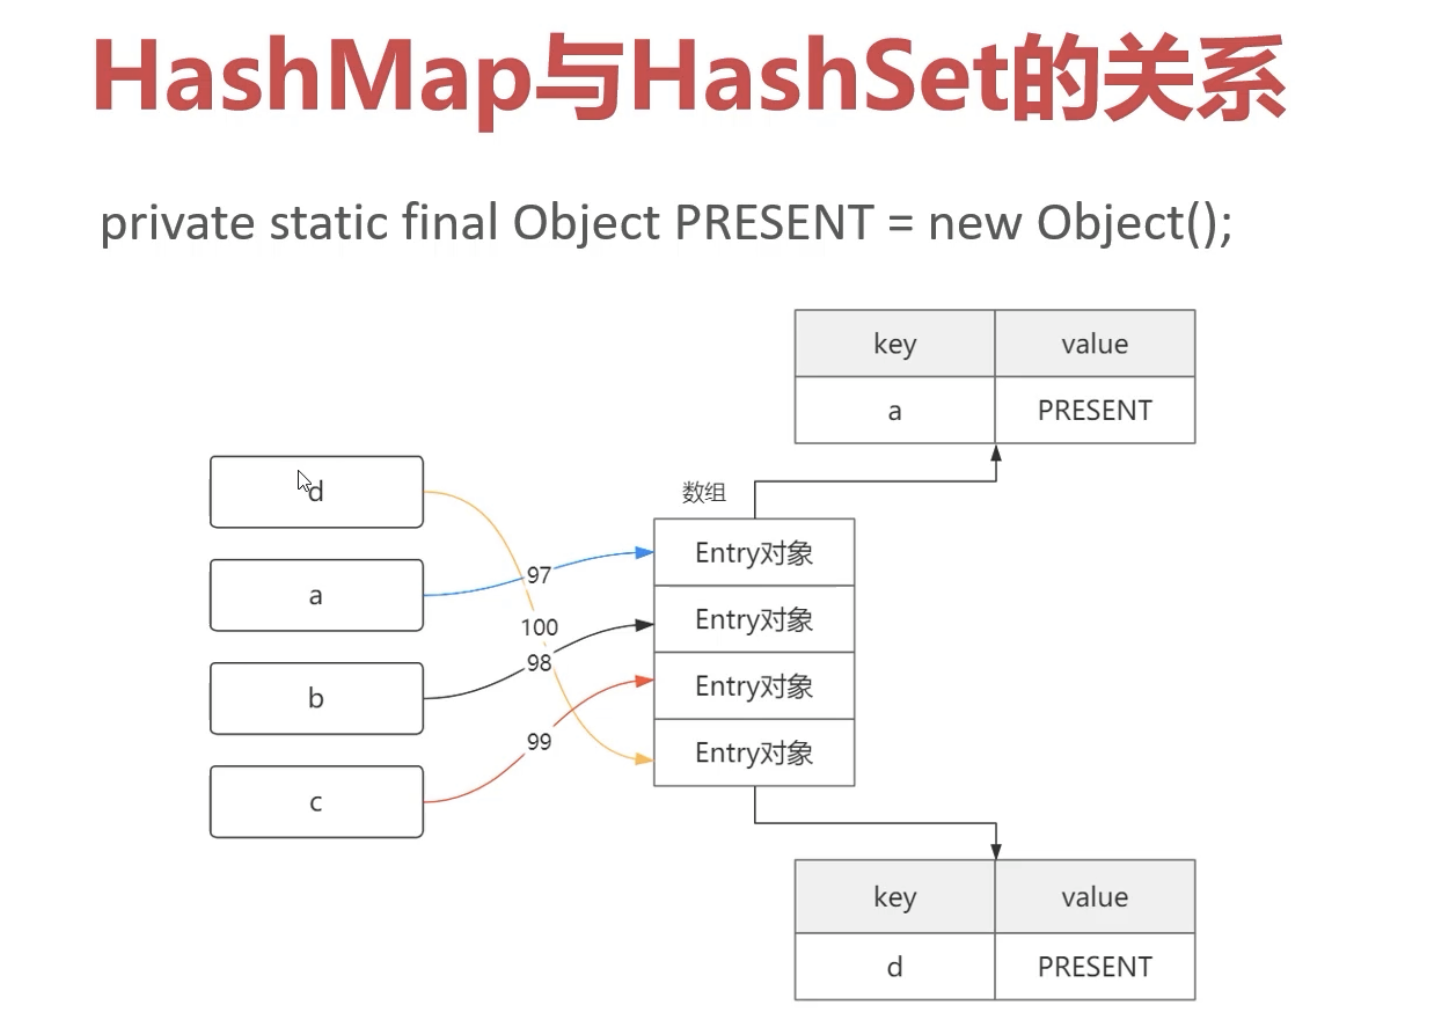 HashMap与HashSet的关系
private static final Object PRESENT = new Object();
key value
a PRESENT
数组
d
a
b
c
97
100
98
99
Entry对象
Entry对象
Entry对象
Entry对象
key value
d PRESENT